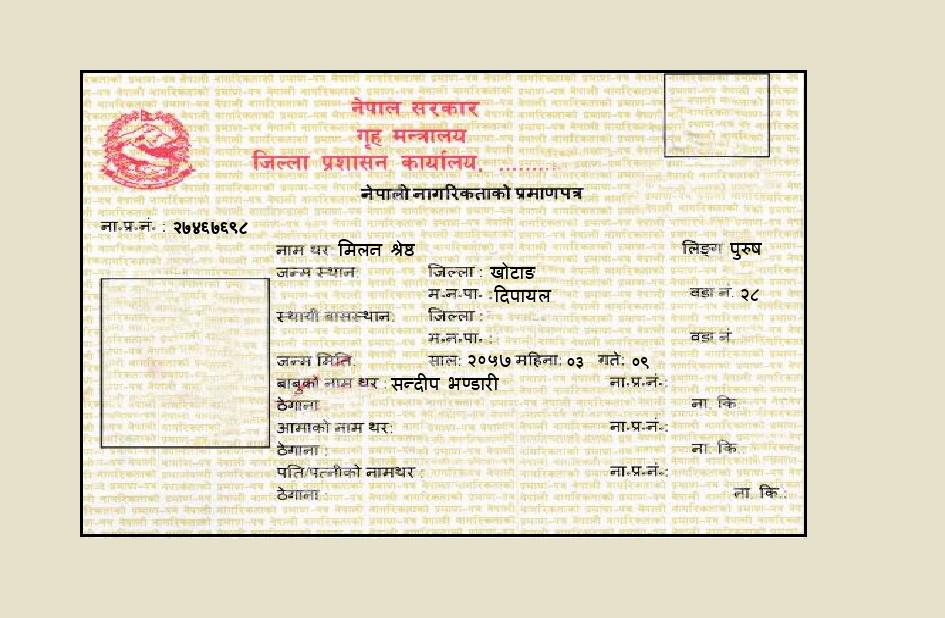 नेपाल सरकार
गृह मन्त्रालय
जिल्ला प्रशासन कार्यालय, .........
नेपाली नागरिकताको प्रमाणपत्र
ना.प्र.नं. : २७४६७६९८
नाम थर: मिलन श्रेष्ठ लिङ्ग पुरुष
जन्म स्थान: जिल्ला : खोटाङ
म.न.पा. : दिपायल वडा नं. २८
स्थायी बासस्थान: जिल्ला :
म.न.पा. : वडा नं
जन्म मिति: साल: २०५७ महिना: ०३ गते: ०९
बाबुको नाम थर : सन्दीप भण्डारी ना.प्र.नं.:
ठेगाना ना. कि.:
आमाको नाम थर: ना.प्र.नं.:
ठेगाना : ना. कि.:
पति/पत्नीको नामथर : ना.प्र.नं.:
ठेगाना : ना. कि.: